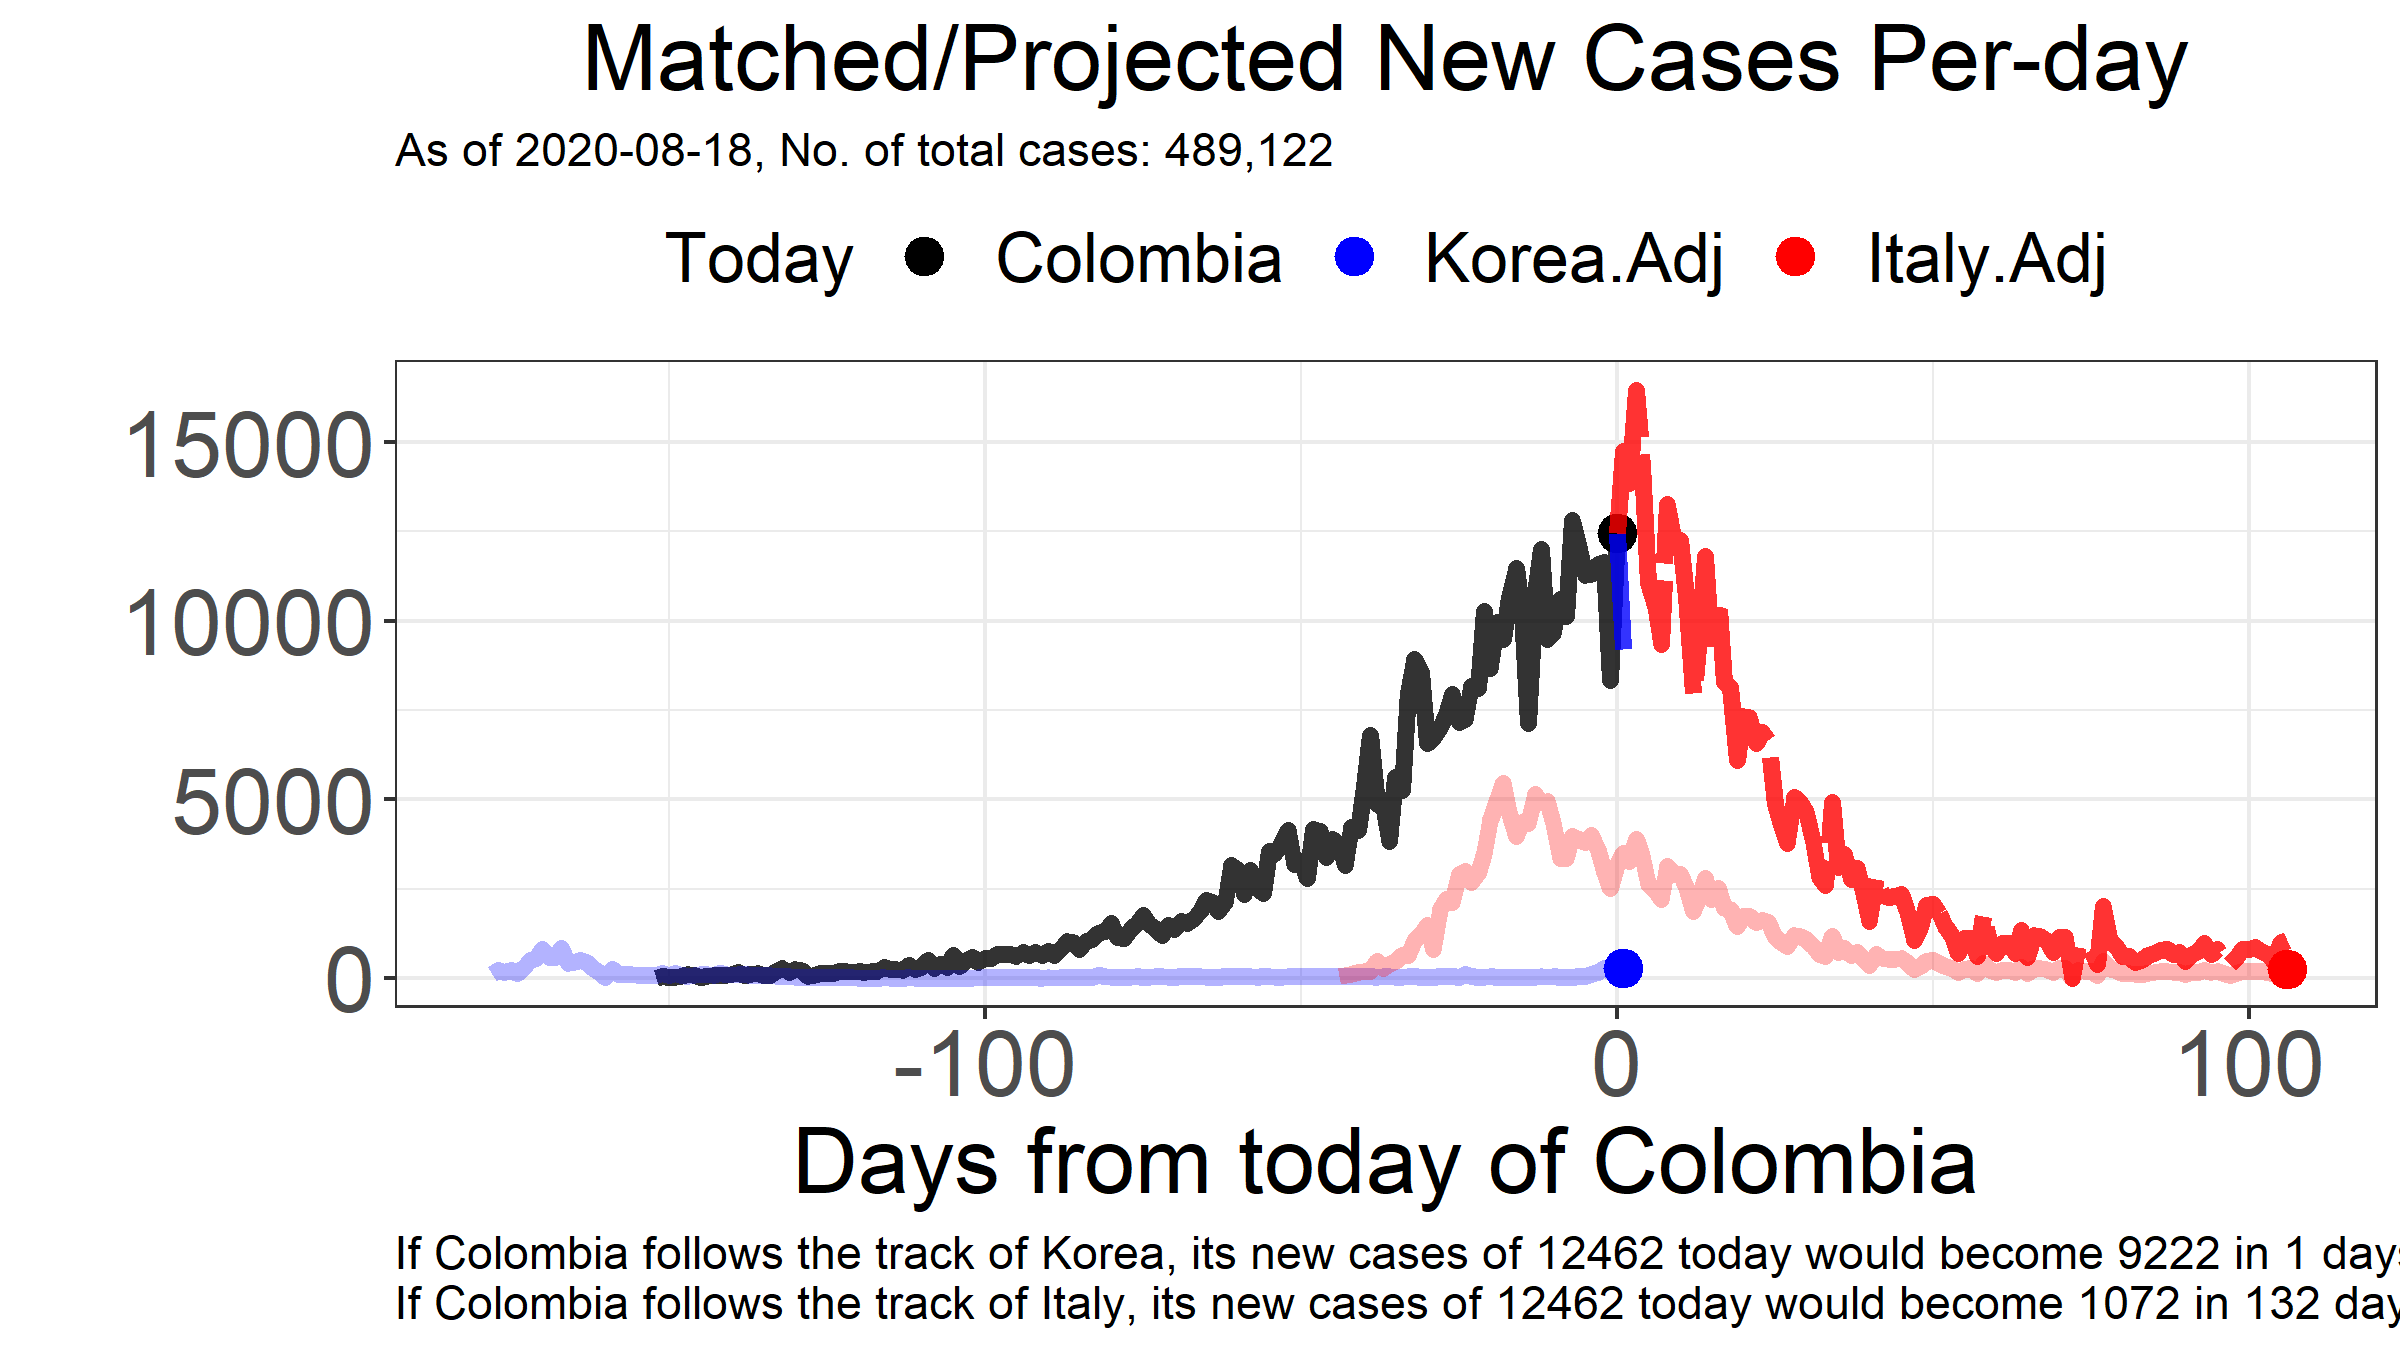 Matched/Projected New Cases Per-day
As of 2020-08-18, No. of total cases: 489,122
Today Colombia Korea.Adj Italy.Adj
15000
10000
5000
0
-100 0 100
Days from today of Colombia
If Colombia follows the track of Korea, its new cases of 12462 today would become 9222 in 1 days
If Colombia follows the track of Italy, its new cases of 12462 today would become 1072 in 132 day